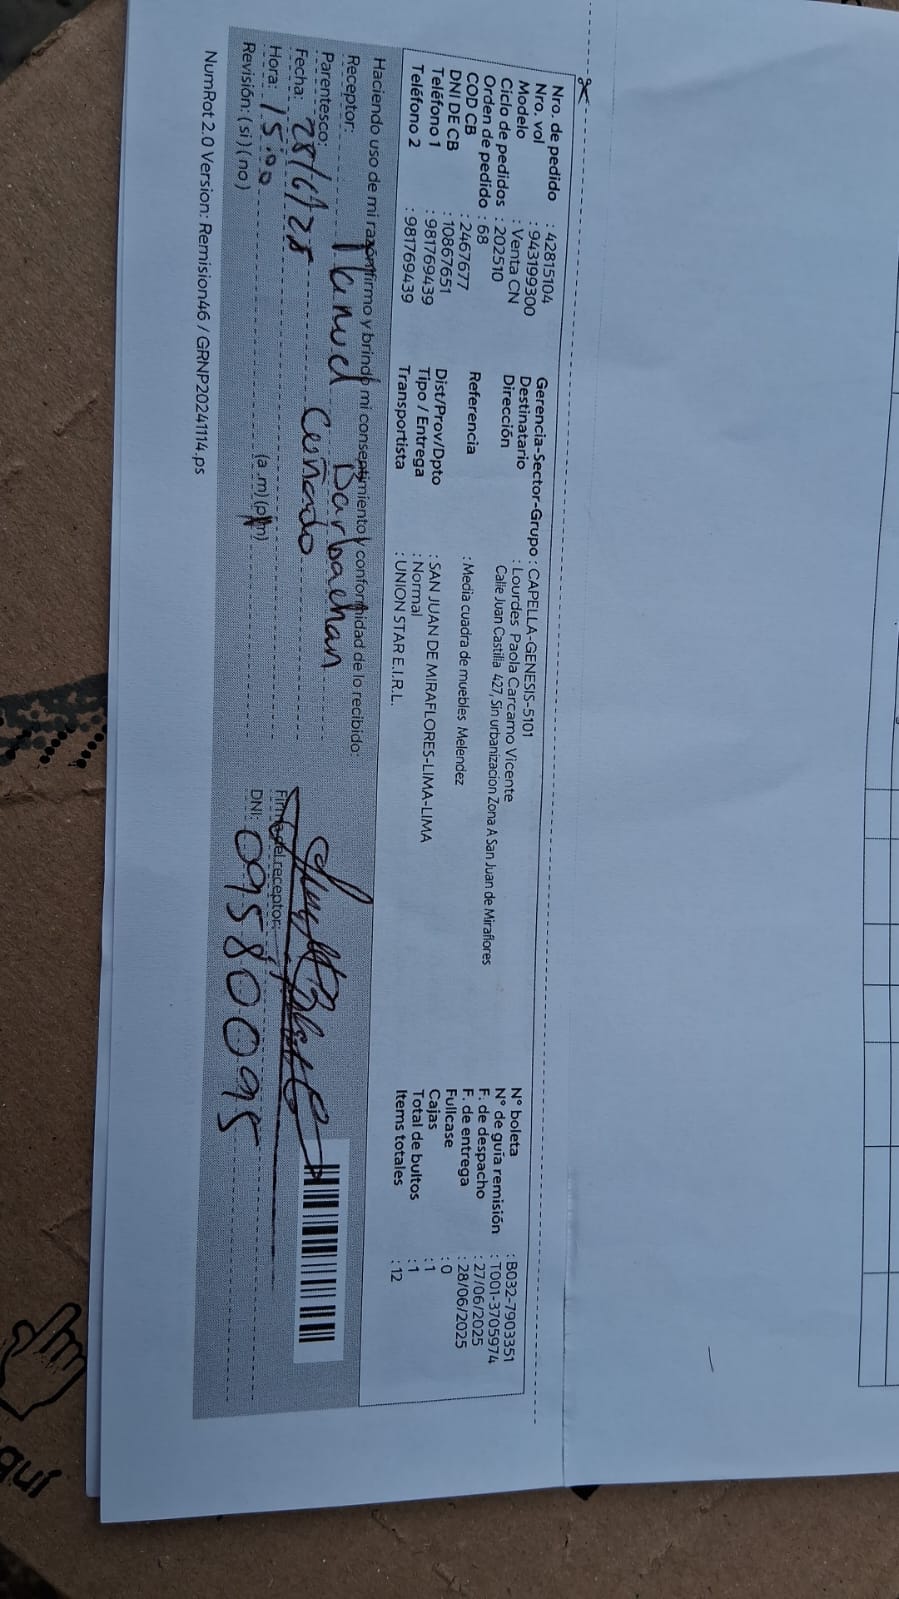 Nro. de pedido : 42815104
Nro. vol : 943199300
Modelo : Venta CN
Ciclo de pedidos : 202510
Orden de pedido : 68
COD CB : 2467677
DNI DE CB : 10867651
Teléfono 1 : 981769439
Teléfono 2 : 981769439
Gerencia-Sector-Grupo : CAPELLA-GENESIS-5101
Destinatario : Lourdes Paola Carcamo Vicente
Dirección Calle Juan Castilla 427, Sin urbanizacion Zona A San Juan de Miraflores
Referencia : Media cuadra de muebles Melendez
Dist/Prov/Dpto : SAN JUAN DE MIRAFLORES-LIMA-LIMA
Tipo / Entrega : Normal
Transportista : UNION STAR E.I.R.L.
N° boleta : B032-7903351
N° de guía remisión : T001-3705974
F. de despacho : 27/06/2025
F. de entrega : 28/06/2025
Fullcase : 0
Cajas : 1
Total de bultos : 1
Items totales : 12
Haciendo uso de mi razón firmo y brindo mi consentimiento y conformidad de lo recibido:
Receptor: Manuel Barbachan
Parentesco: Cuñado
Fecha: 28/6/25
Hora: 15:00 (a .m) (pm)
Revisión: (si) (no)
Firma del receptor:
DNI: 09580095
NumRot 2.0 Version: Remision46 / GRNP20241114.ps